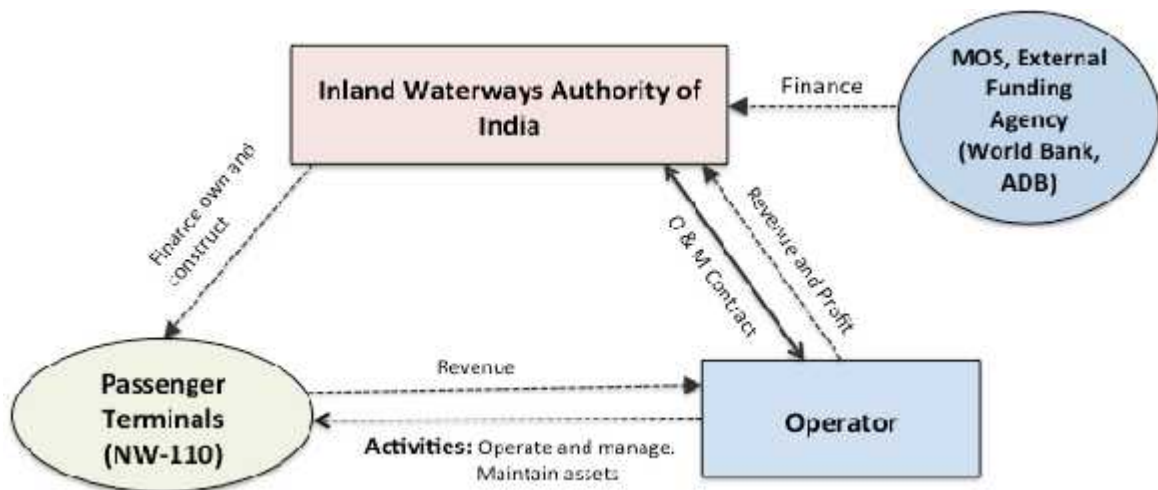 Inland Waterways Authority of
India
Finance
MOS, External
Funding
Agency
(World Bank,
ADB)
Finance own and
construct
O & M Contract
Revenue and Profit
Passenger
Terminals
(NW-110)
Revenue
Activities: Operate and manage.
Maintain assets
Operator